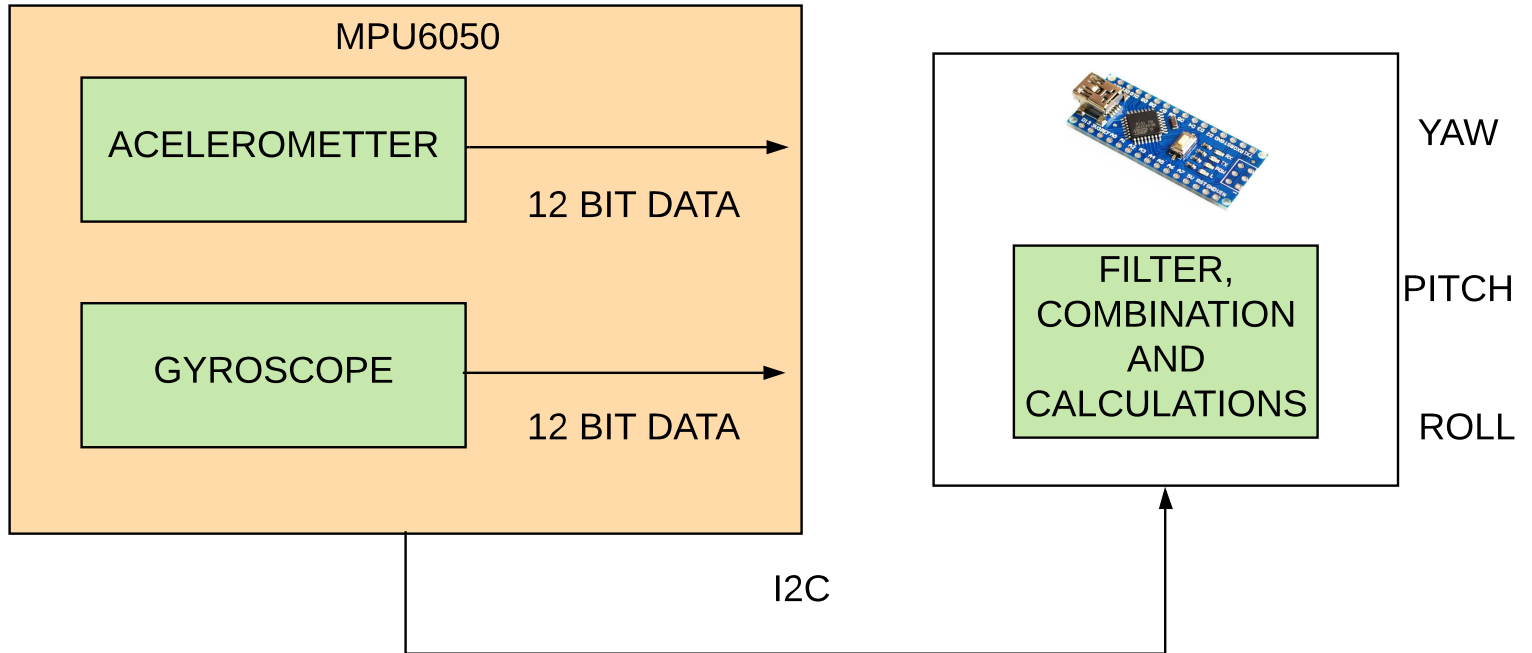 MPU6050
ACELEROMETTER
12 BIT DATA
GYROSCOPE
12 BIT DATA
I2C
FILTER,
COMBINATION
AND
CALCULATIONS
YAW
PITCH
ROLL